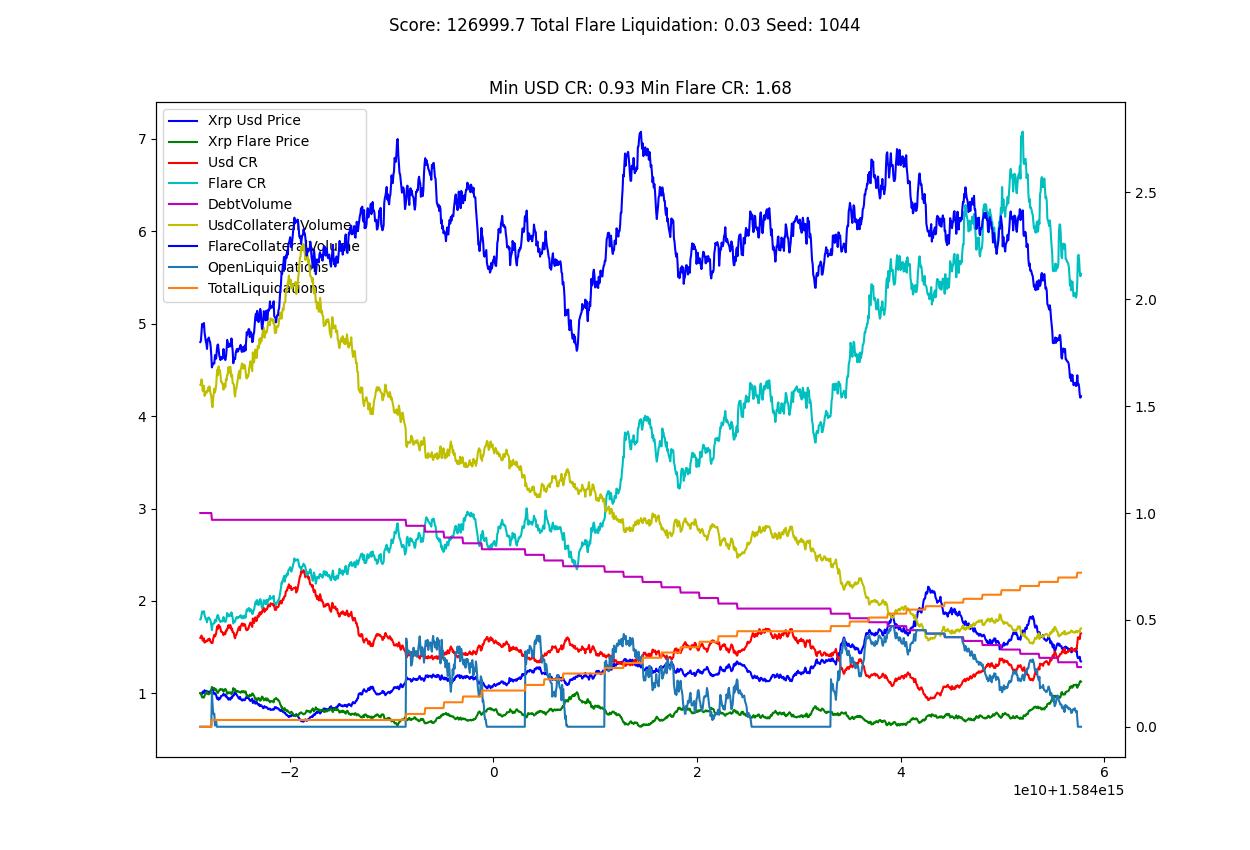 Score: 126999.7 Total Flare Liquidation: 0.03 Seed: 1044
Min USD CR: 0.93 Min Flare CR: 1.68
Xrp Usd Price
Xrp Flare Price
Usd CR
Flare CR
DebtVolume
UsdCollateralVolume
FlareCollateralVolume
OpenLiquidations
TotalLiquidations
7
6
5
4
3
2
1
2.5
2.0
1.5
1.0
0.5
0.0
−2
0
2
4
6
1e10+1.584e15